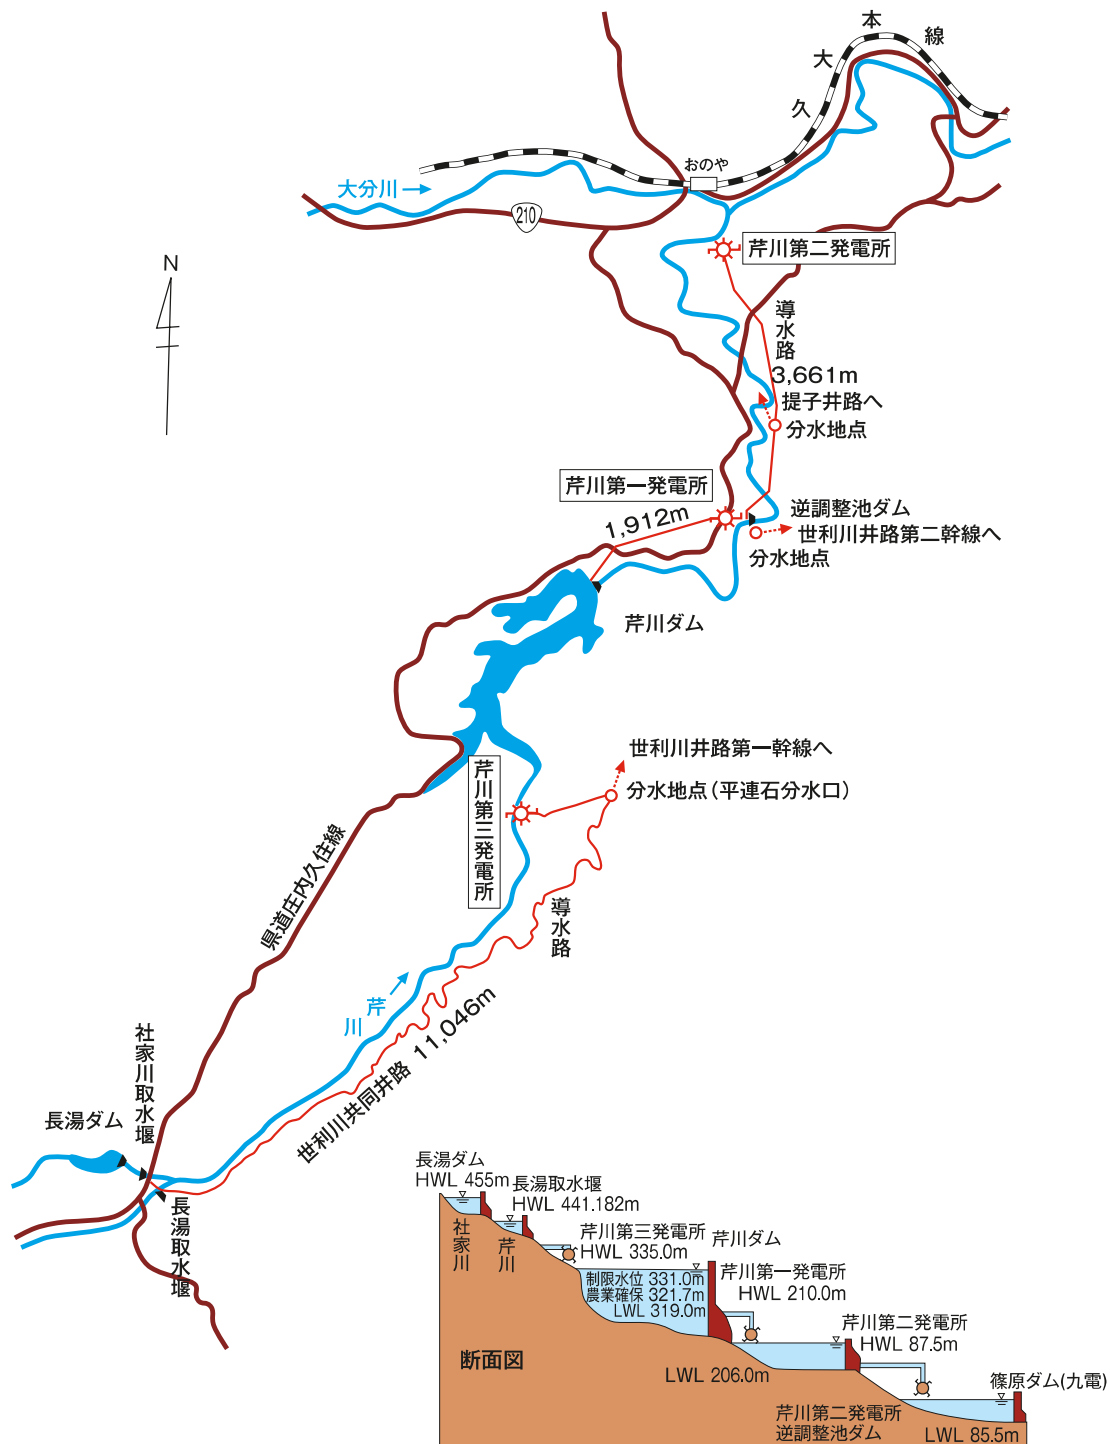 久大本線
おのや
大分川
210
芹川第二発電所
N
導水路
3,661m
提子井路へ
分水地点
芹川第一発電所
1,912m
逆調整池ダム
世利川井路第二幹線へ
分水地点
芹川ダム
世利川井路第一幹線へ
分水地点(平連石分水口)
芹川第三発電所
県道庄内久住線
導水路
芹川
世利川共同井路 11,046m
社家川取水堰
長湯ダム
長湯取水堰
長湯ダム
HWL 455m
長湯取水堰
HWL 441.182m
社家川
芹川
芹川第三発電所
HWL 335.0m
芹川ダム
制限水位 331.0m
農業確保 321.7m
LWL 319.0m
芹川第一発電所
HWL 210.0m
芹川第二発電所
HWL 87.5m
断面図
LWL 206.0m
篠原ダム(九電)
芹川第二発電所
逆調整池ダム
LWL 85.5m